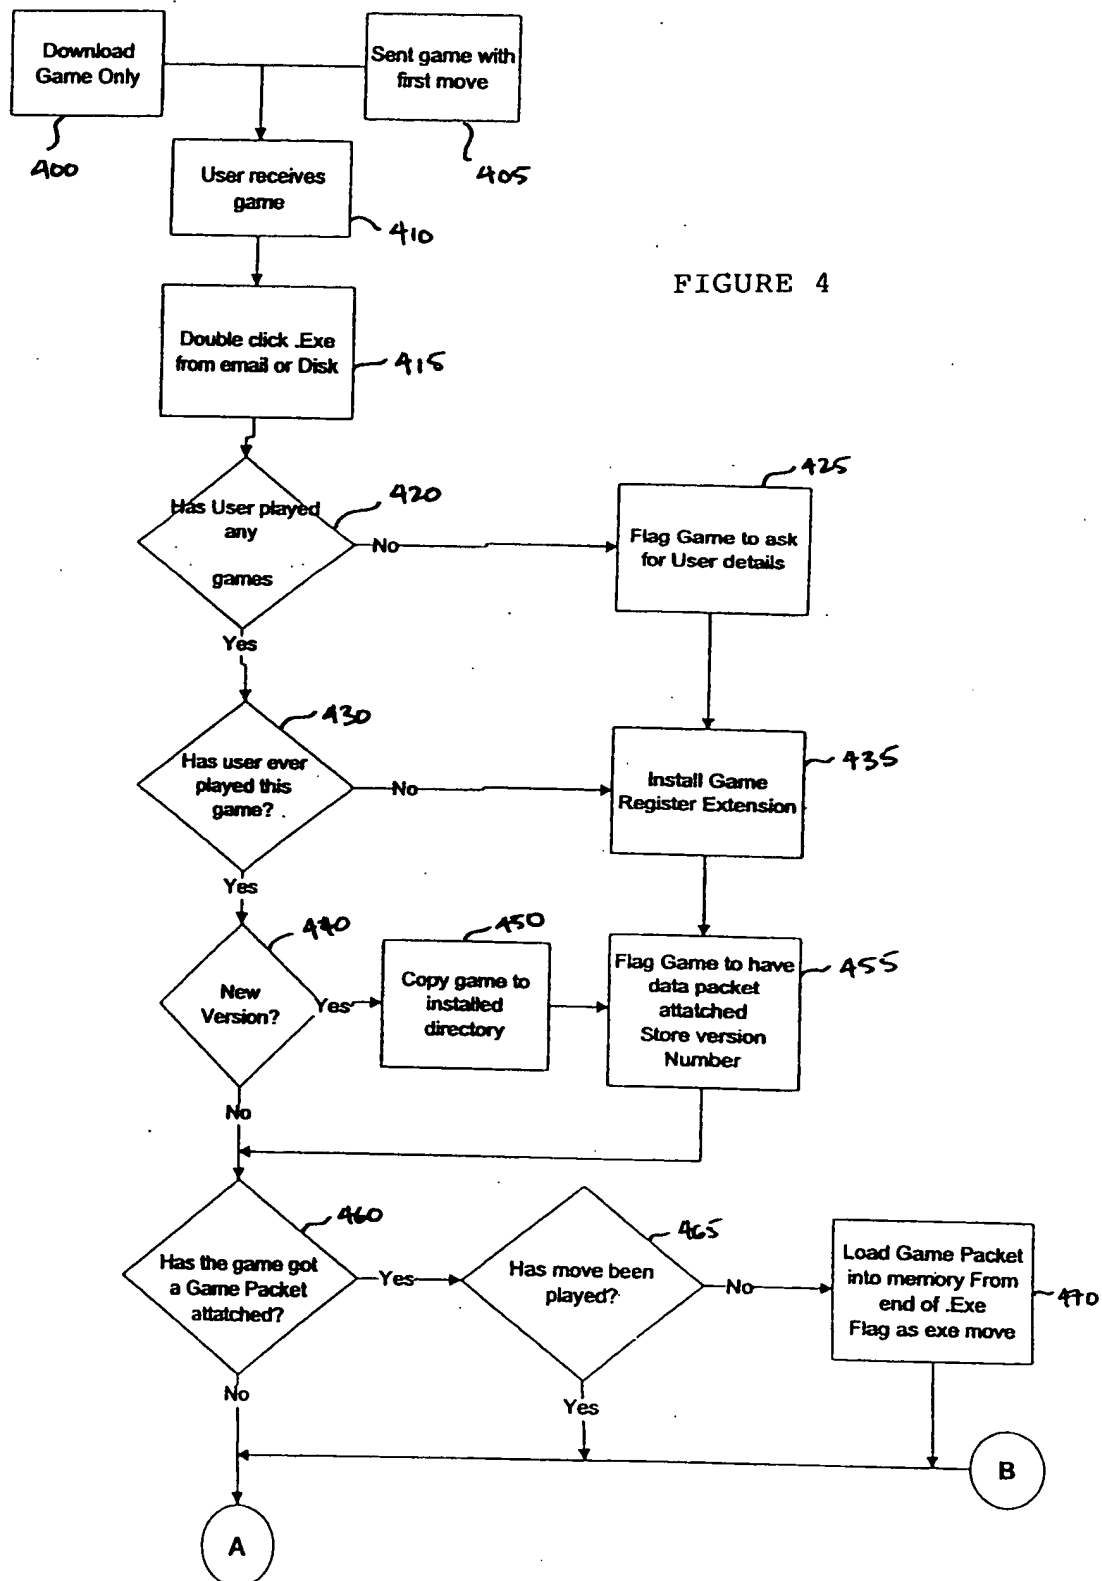 Download
Game Only
Sent game with
first move
400
405
User receives
game
410
FIGURE 4
Double click .Exe
from email or Disk
415
Has User played
any
games
420
No
425
Flag Game to ask
for User details
Yes
430
Has user ever
played this
game?
No
435
Install Game
Register Extension
Yes
440
New
Version?
Yes
450
Copy game to
installed
directory
455
Flag Game to have
data packet
attatched
Store version
Number
No
460
Has the game got
a Game Packet
attatched?
Yes
465
Has move been
played?
No
Load Game Packet
into memory From
end of .Exe
Flag as exe move
470
No
Yes
B
A